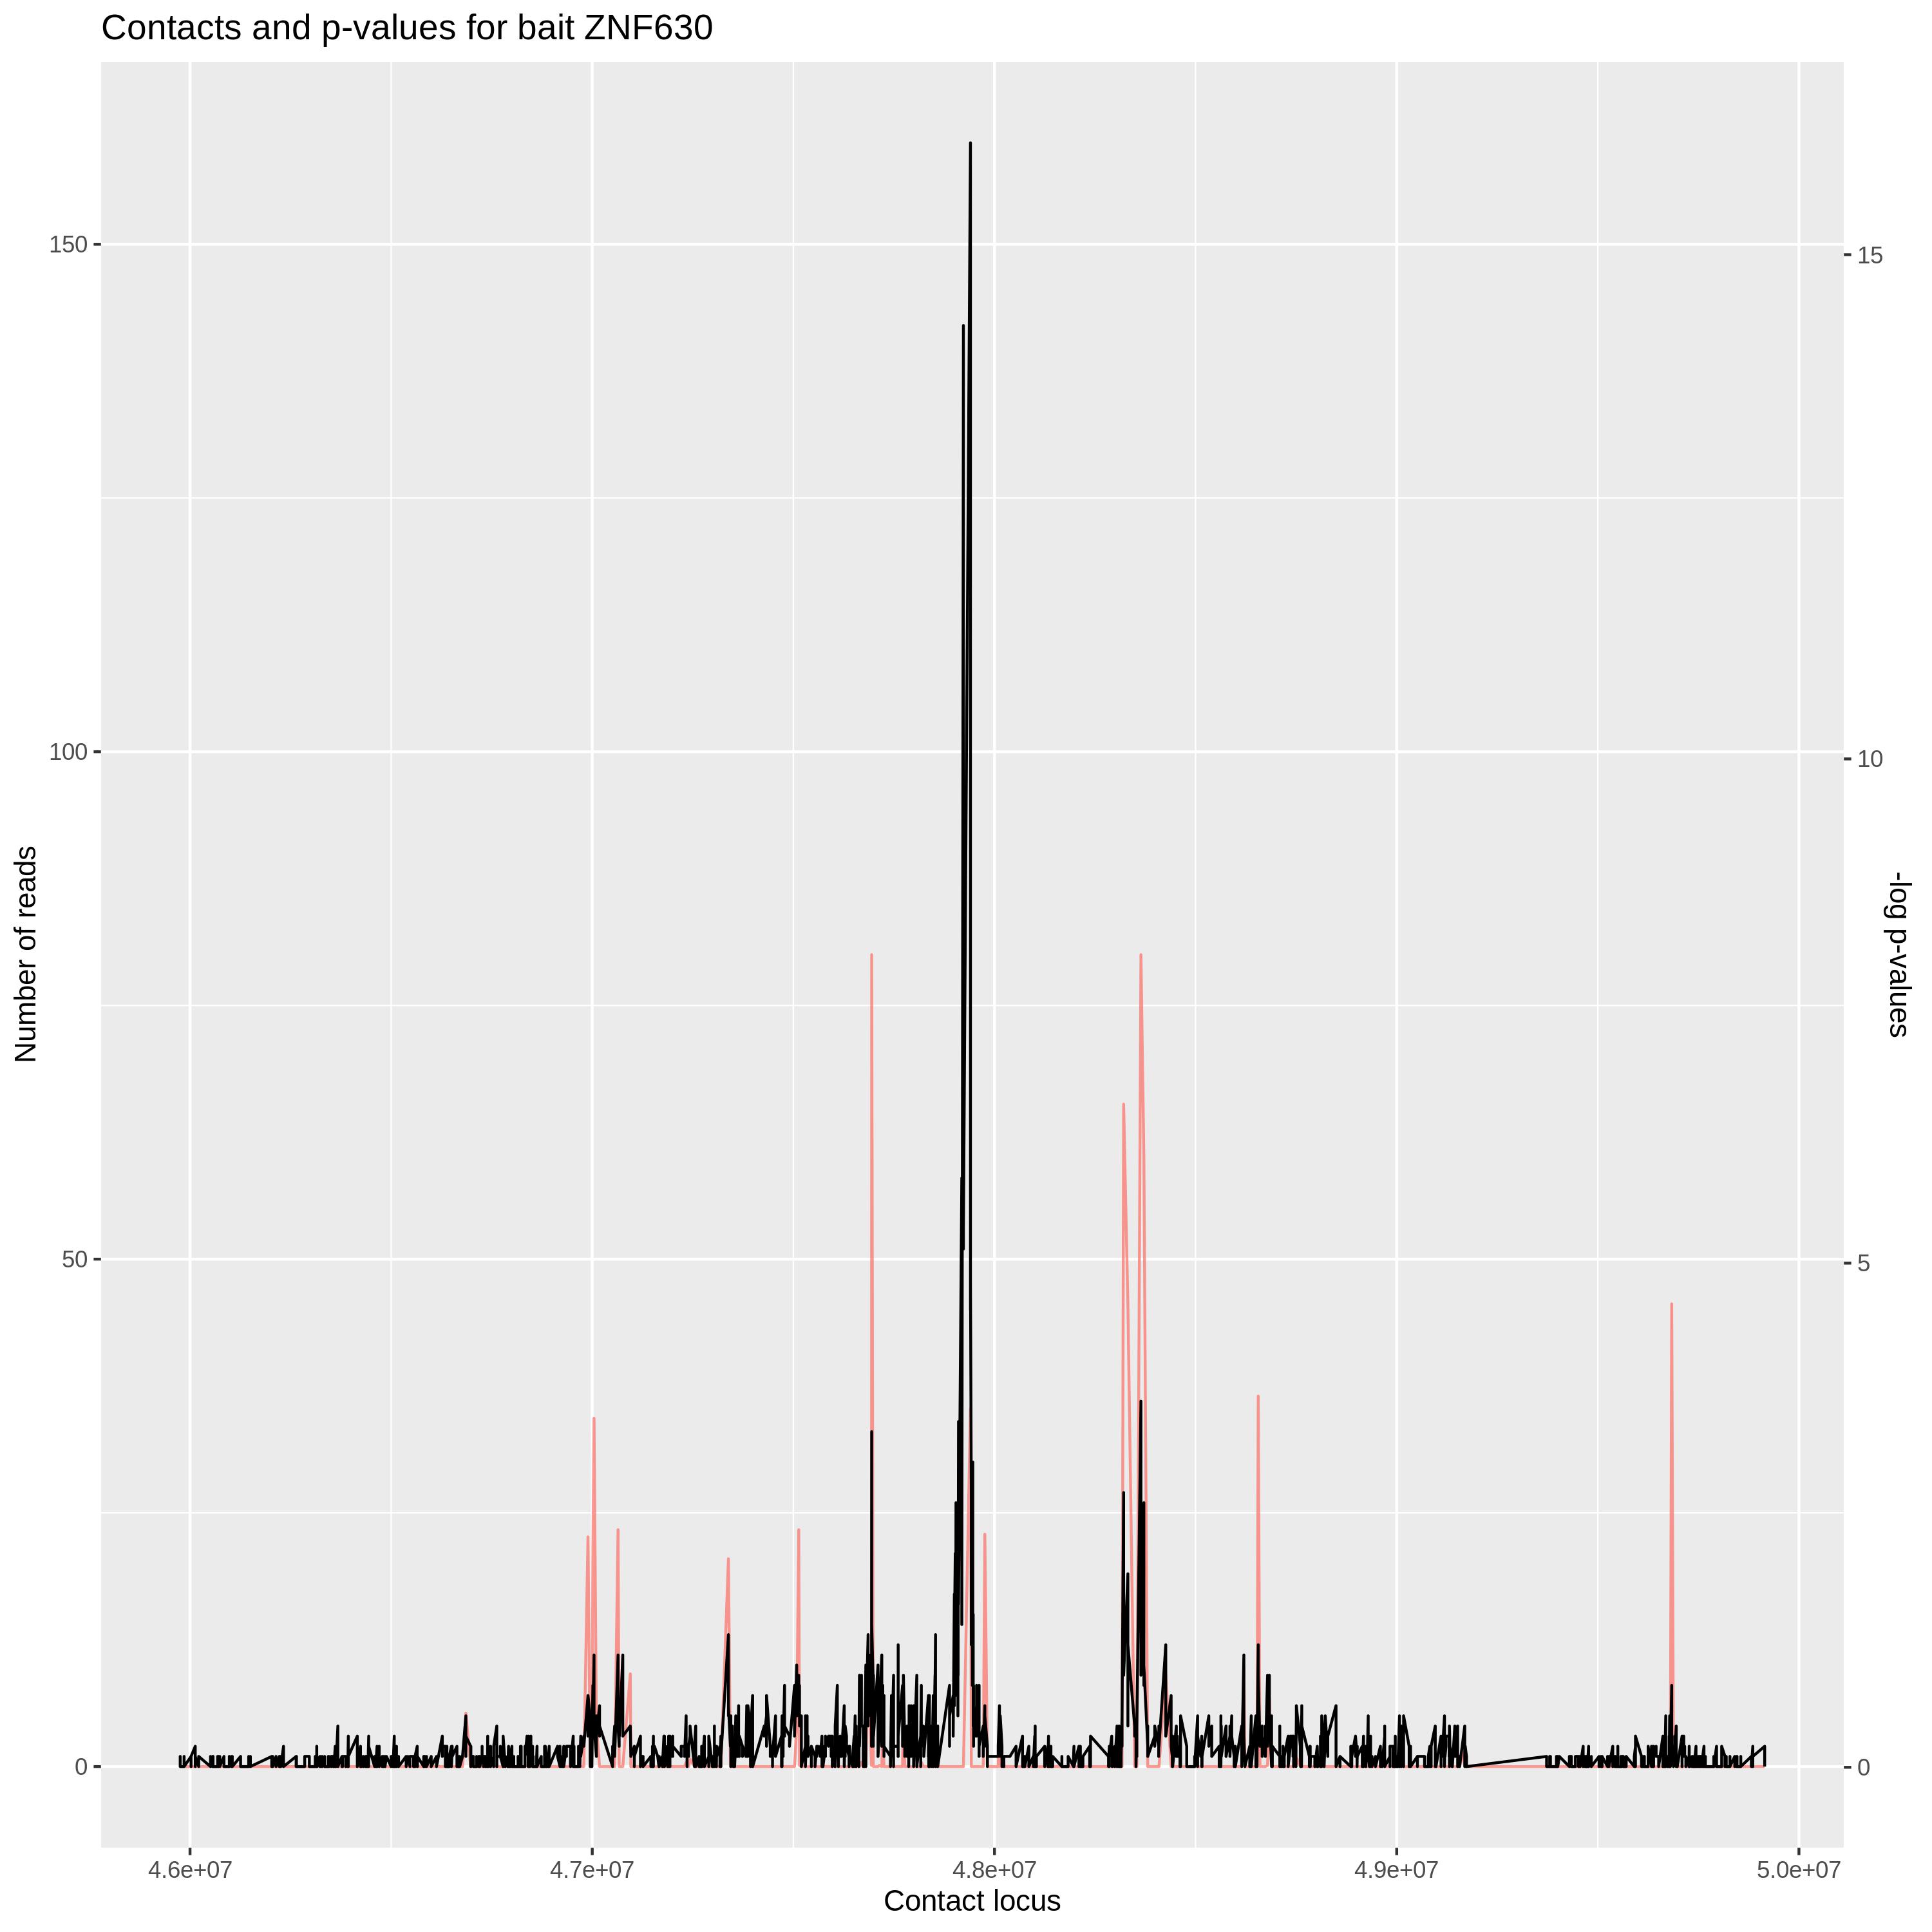 Contacts and p-values for bait ZNF630
150
100
50
0
Number of reads
15
10
5
0
-log p-values
4.6e+07
4.7e+07
4.8e+07
4.9e+07
5.0e+07
Contact locus